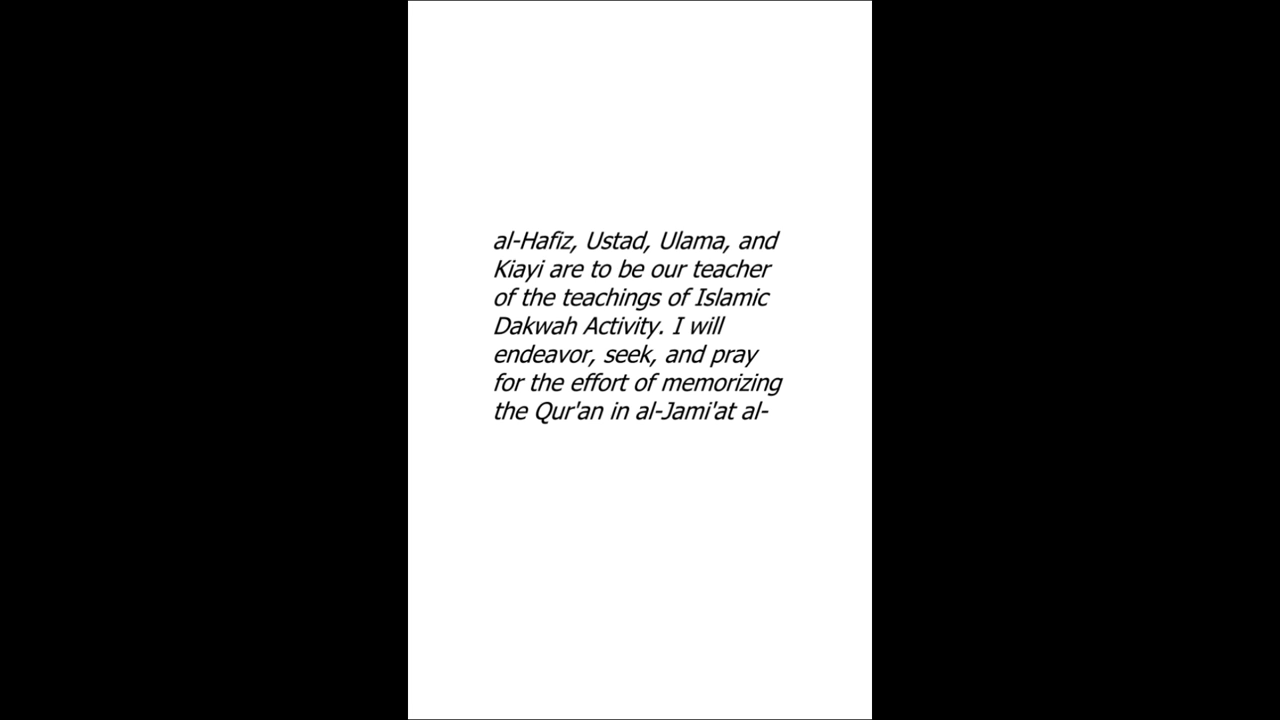 al-Hafiz, Ustad, Ulama, and
Kiayi are to be our teacher
of the teachings of Islamic
Dakwah Activity. I will
endeavor, seek, and pray
for the effort of memorizing
the Qur'an in al-Jami'at al-